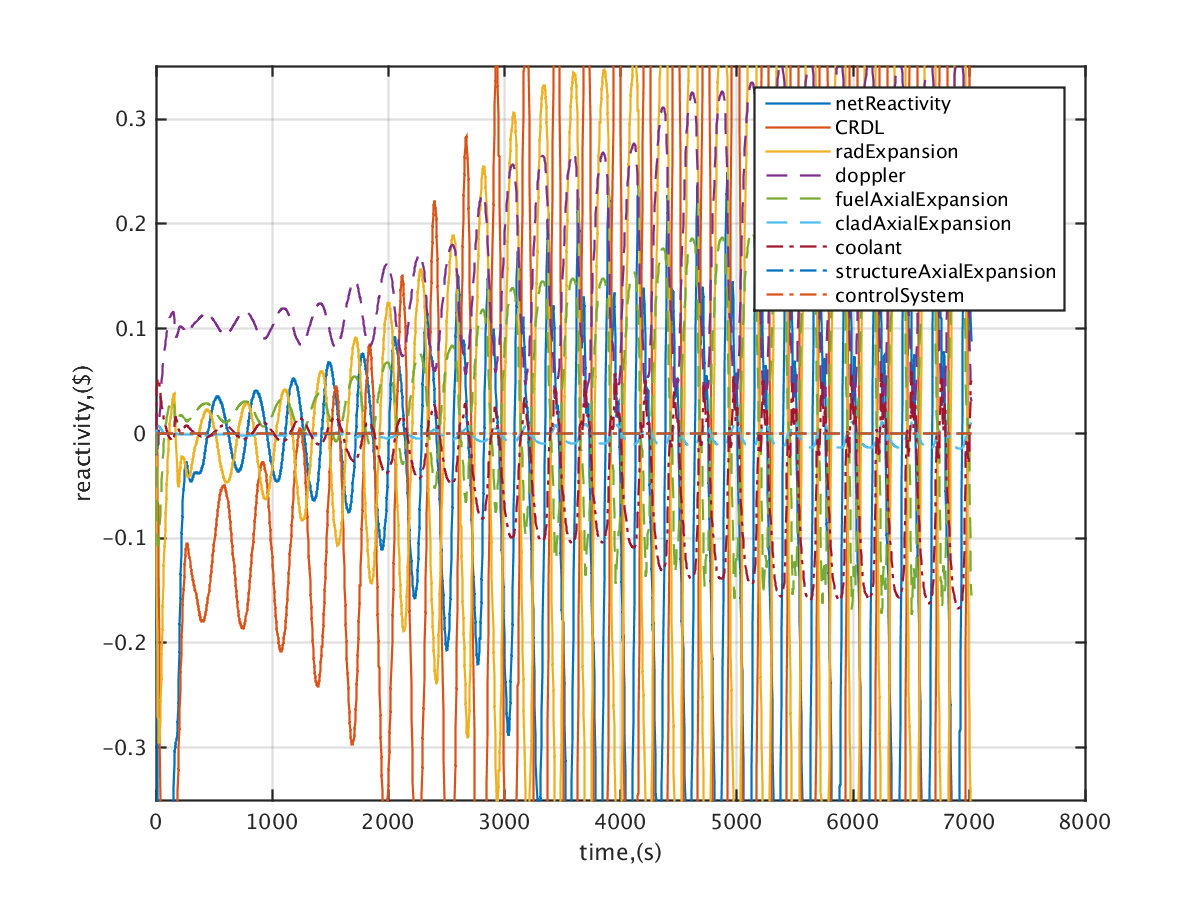 0.3
0.2
0.1
0
−0.1
−0.2
−0.3
reactivity,($)
netReactivity
CRDL
radExpansion
doppler
fuelAxialExpansion
cladAxialExpansion
coolant
structureAxialExpansion
controlSystem
0 1000 2000 3000 4000 5000 6000 7000 8000
time,(s)